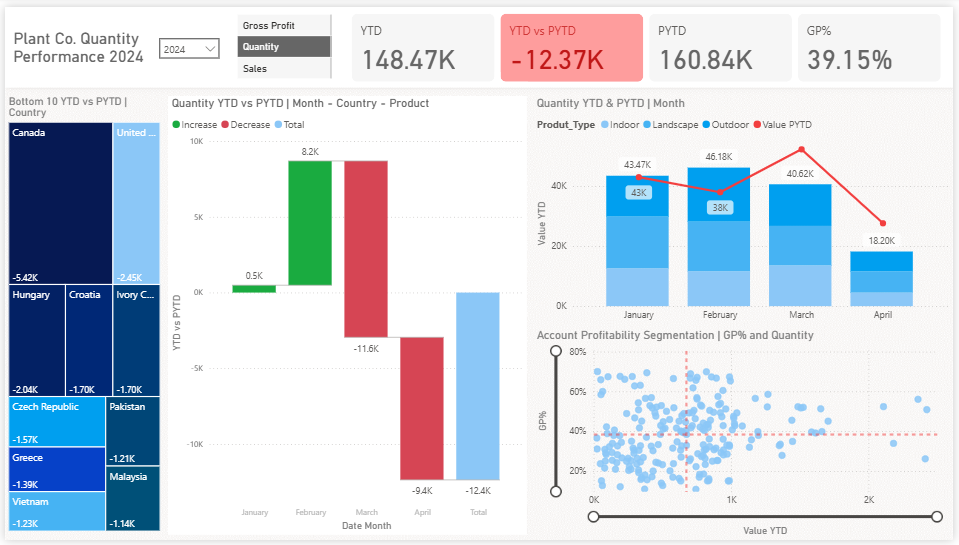 Plant Co. Quantity
Performance 2024
2024
Gross Profit
Quantity
Sales
YTD
148.47K
YTD vs PYTD
-12.37K
PYTD
160.84K
GP%
39.15%
Bottom 10 YTD vs PYTD |
Country
Canada
-5.42K
United ...
-2.45K
Hungary
-2.04K
Croatia
-1.70K
Ivory C...
-1.70K
Czech Republic
-1.57K
Greece
-1.39K
Vietnam
-1.23K
Pakistan
-1.21K
Malaysia
-1.14K
Quantity YTD vs PYTD | Month - Country - Product
Increase Decrease Total
YTD vs PYTD
10K
5K
0K
-5K
-10K
0.5K
8.2K
-11.6K
-9.4K
-12.4K
January February March April Total
Date Month
Quantity YTD & PYTD | Month
Produt_Type Indoor Landscape Outdoor Value PYTD
Value YTD
40K
20K
0K
43.47K
43K
46.18K
38K
40.62K
18.20K
January February March April
Account Profitability Segmentation | GP% and Quantity
GP%
80%
60%
40%
20%
0K 1K 2K
Value YTD